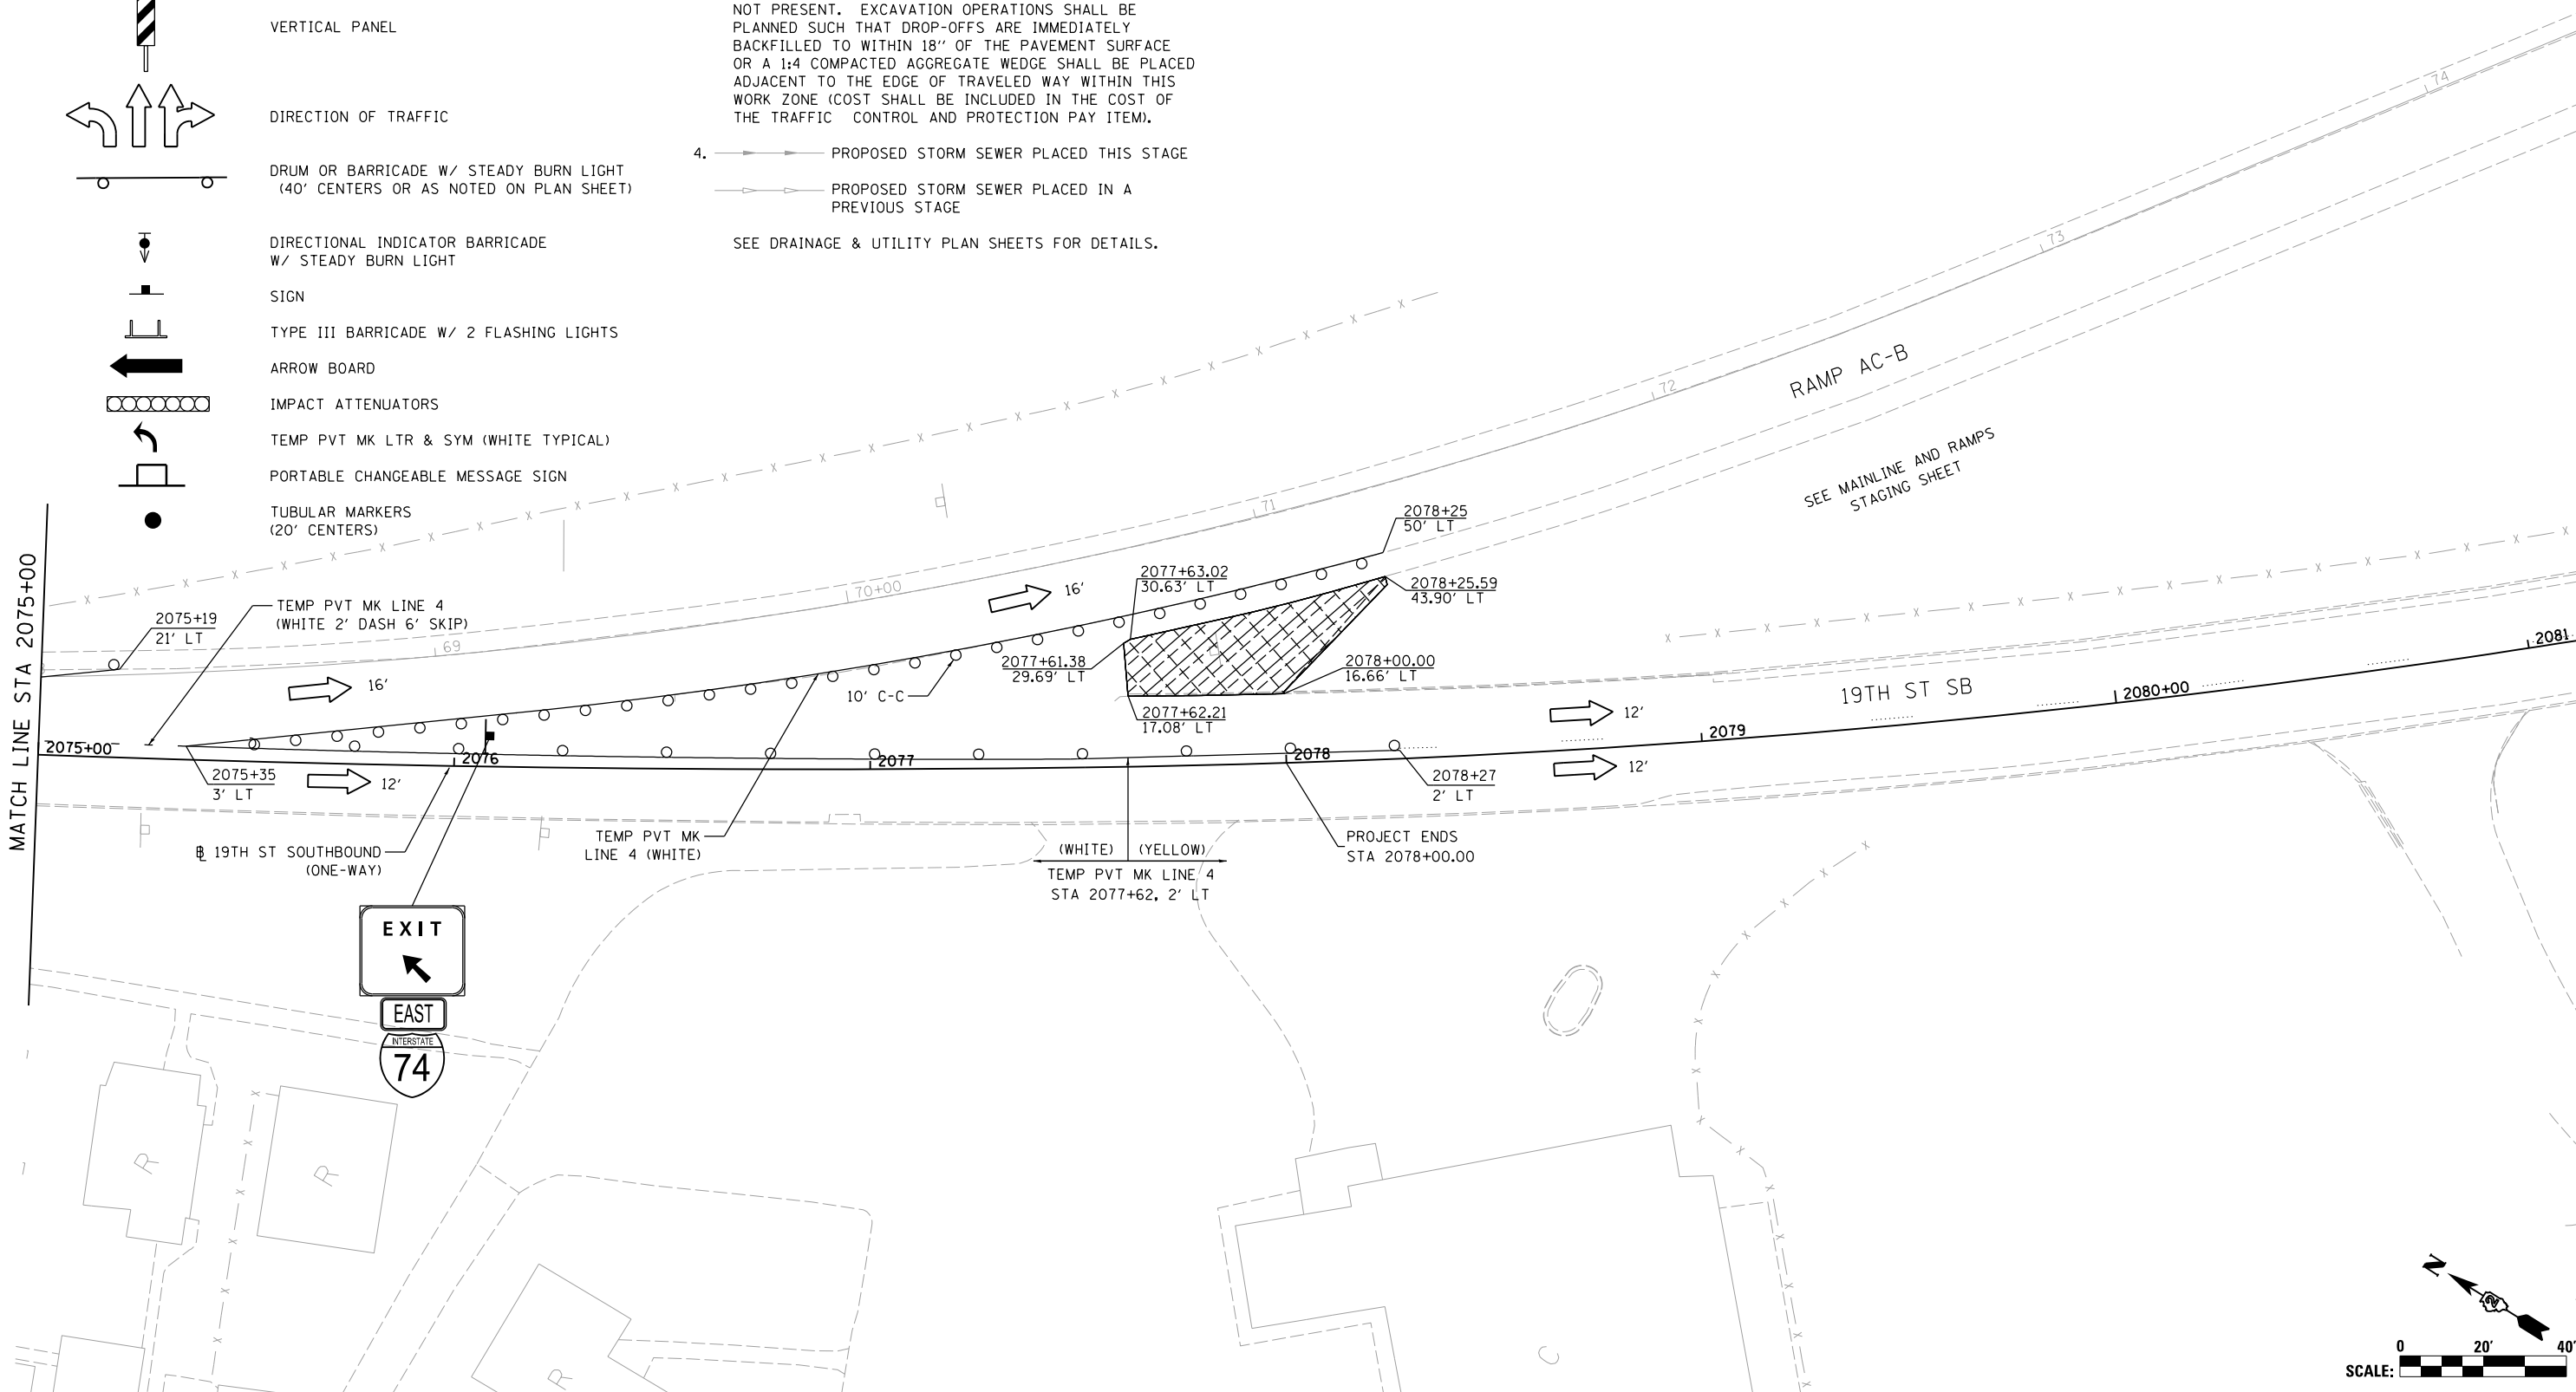 VERTICAL PANEL
DIRECTION OF TRAFFIC
DRUM OR BARRICADE W/ STEADY BURN LIGHT
(40' CENTERS OR AS NOTED ON PLAN SHEET)
DIRECTIONAL INDICATOR BARRICADE
W/ STEADY BURN LIGHT
SIGN
TYPE III BARRICADE W/ 2 FLASHING LIGHTS
ARROW BOARD
IMPACT ATTENUATORS
TEMP PVT MK LTR & SYM (WHITE TYPICAL)
PORTABLE CHANGEABLE MESSAGE SIGN
TUBULAR MARKERS
(20' CENTERS)
NOT PRESENT. EXCAVATION OPERATIONS SHALL BE
PLANNED SUCH THAT DROP-OFFS ARE IMMEDIATELY
BACKFILLED TO WITHIN 18'' OF THE PAVEMENT SURFACE
OR A 1:4 COMPACTED AGGREGATE WEDGE SHALL BE PLACED
ADJACENT TO THE EDGE OF TRAVELED WAY WITHIN THIS
WORK ZONE (COST SHALL BE INCLUDED IN THE COST OF
THE TRAFFIC CONTROL AND PROTECTION PAY ITEM).
4. PROPOSED STORM SEWER PLACED THIS STAGE
PROPOSED STORM SEWER PLACED IN A
PREVIOUS STAGE
SEE DRAINAGE & UTILITY PLAN SHEETS FOR DETAILS.
74
73
72
71
70+00
69
RAMP AC-B
SEE MAINLINE AND RAMPS
STAGING SHEET
MATCH LINE STA 2075+00
2075+19
21' LT
TEMP PVT MK LINE 4
(WHITE 2' DASH 6' SKIP)
16'
16'
2077+63.02
30.63' LT
2078+25
50' LT
2078+25.59
43.90' LT
2077+61.38
29.69' LT
10' C-C
2078+00.00
16.66' LT
2077+62.21
17.08' LT
19TH ST SB
12'
12'
12'
2075+00
2076
2077
2078
2079
2080+00
2081
2075+35
3' LT
2078+27
2' LT
19TH ST SOUTHBOUND
(ONE-WAY)
TEMP PVT MK
LINE 4 (WHITE)
(WHITE) (YELLOW)
TEMP PVT MK LINE 4
STA 2077+62, 2' LT
PROJECT ENDS
STA 2078+00.00
EXIT
EAST
INTERSTATE
74
R
R
R
C
N
2
0 20' 40'
SCALE: